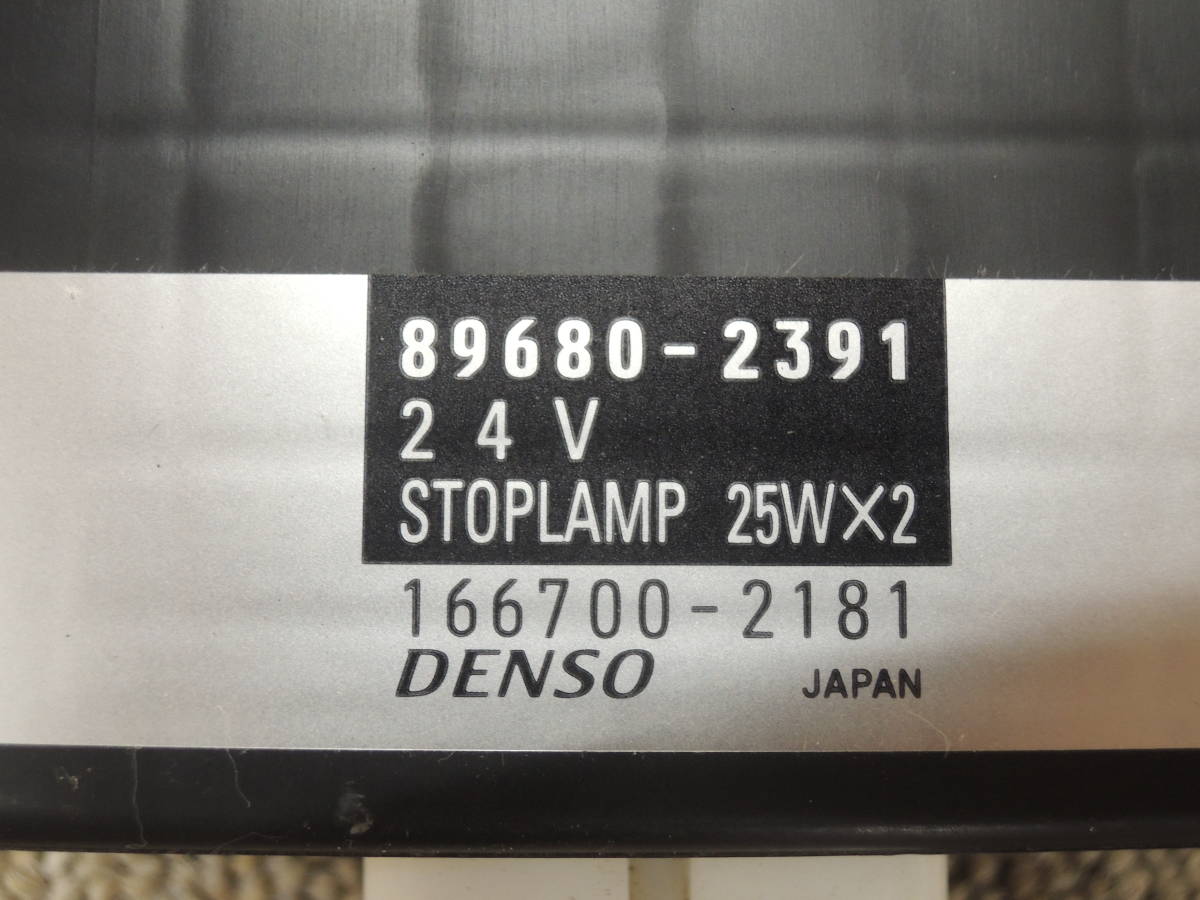 89680-2391
24V
STOPLAMP 25W×2
166700-2181
DENSO JAPAN